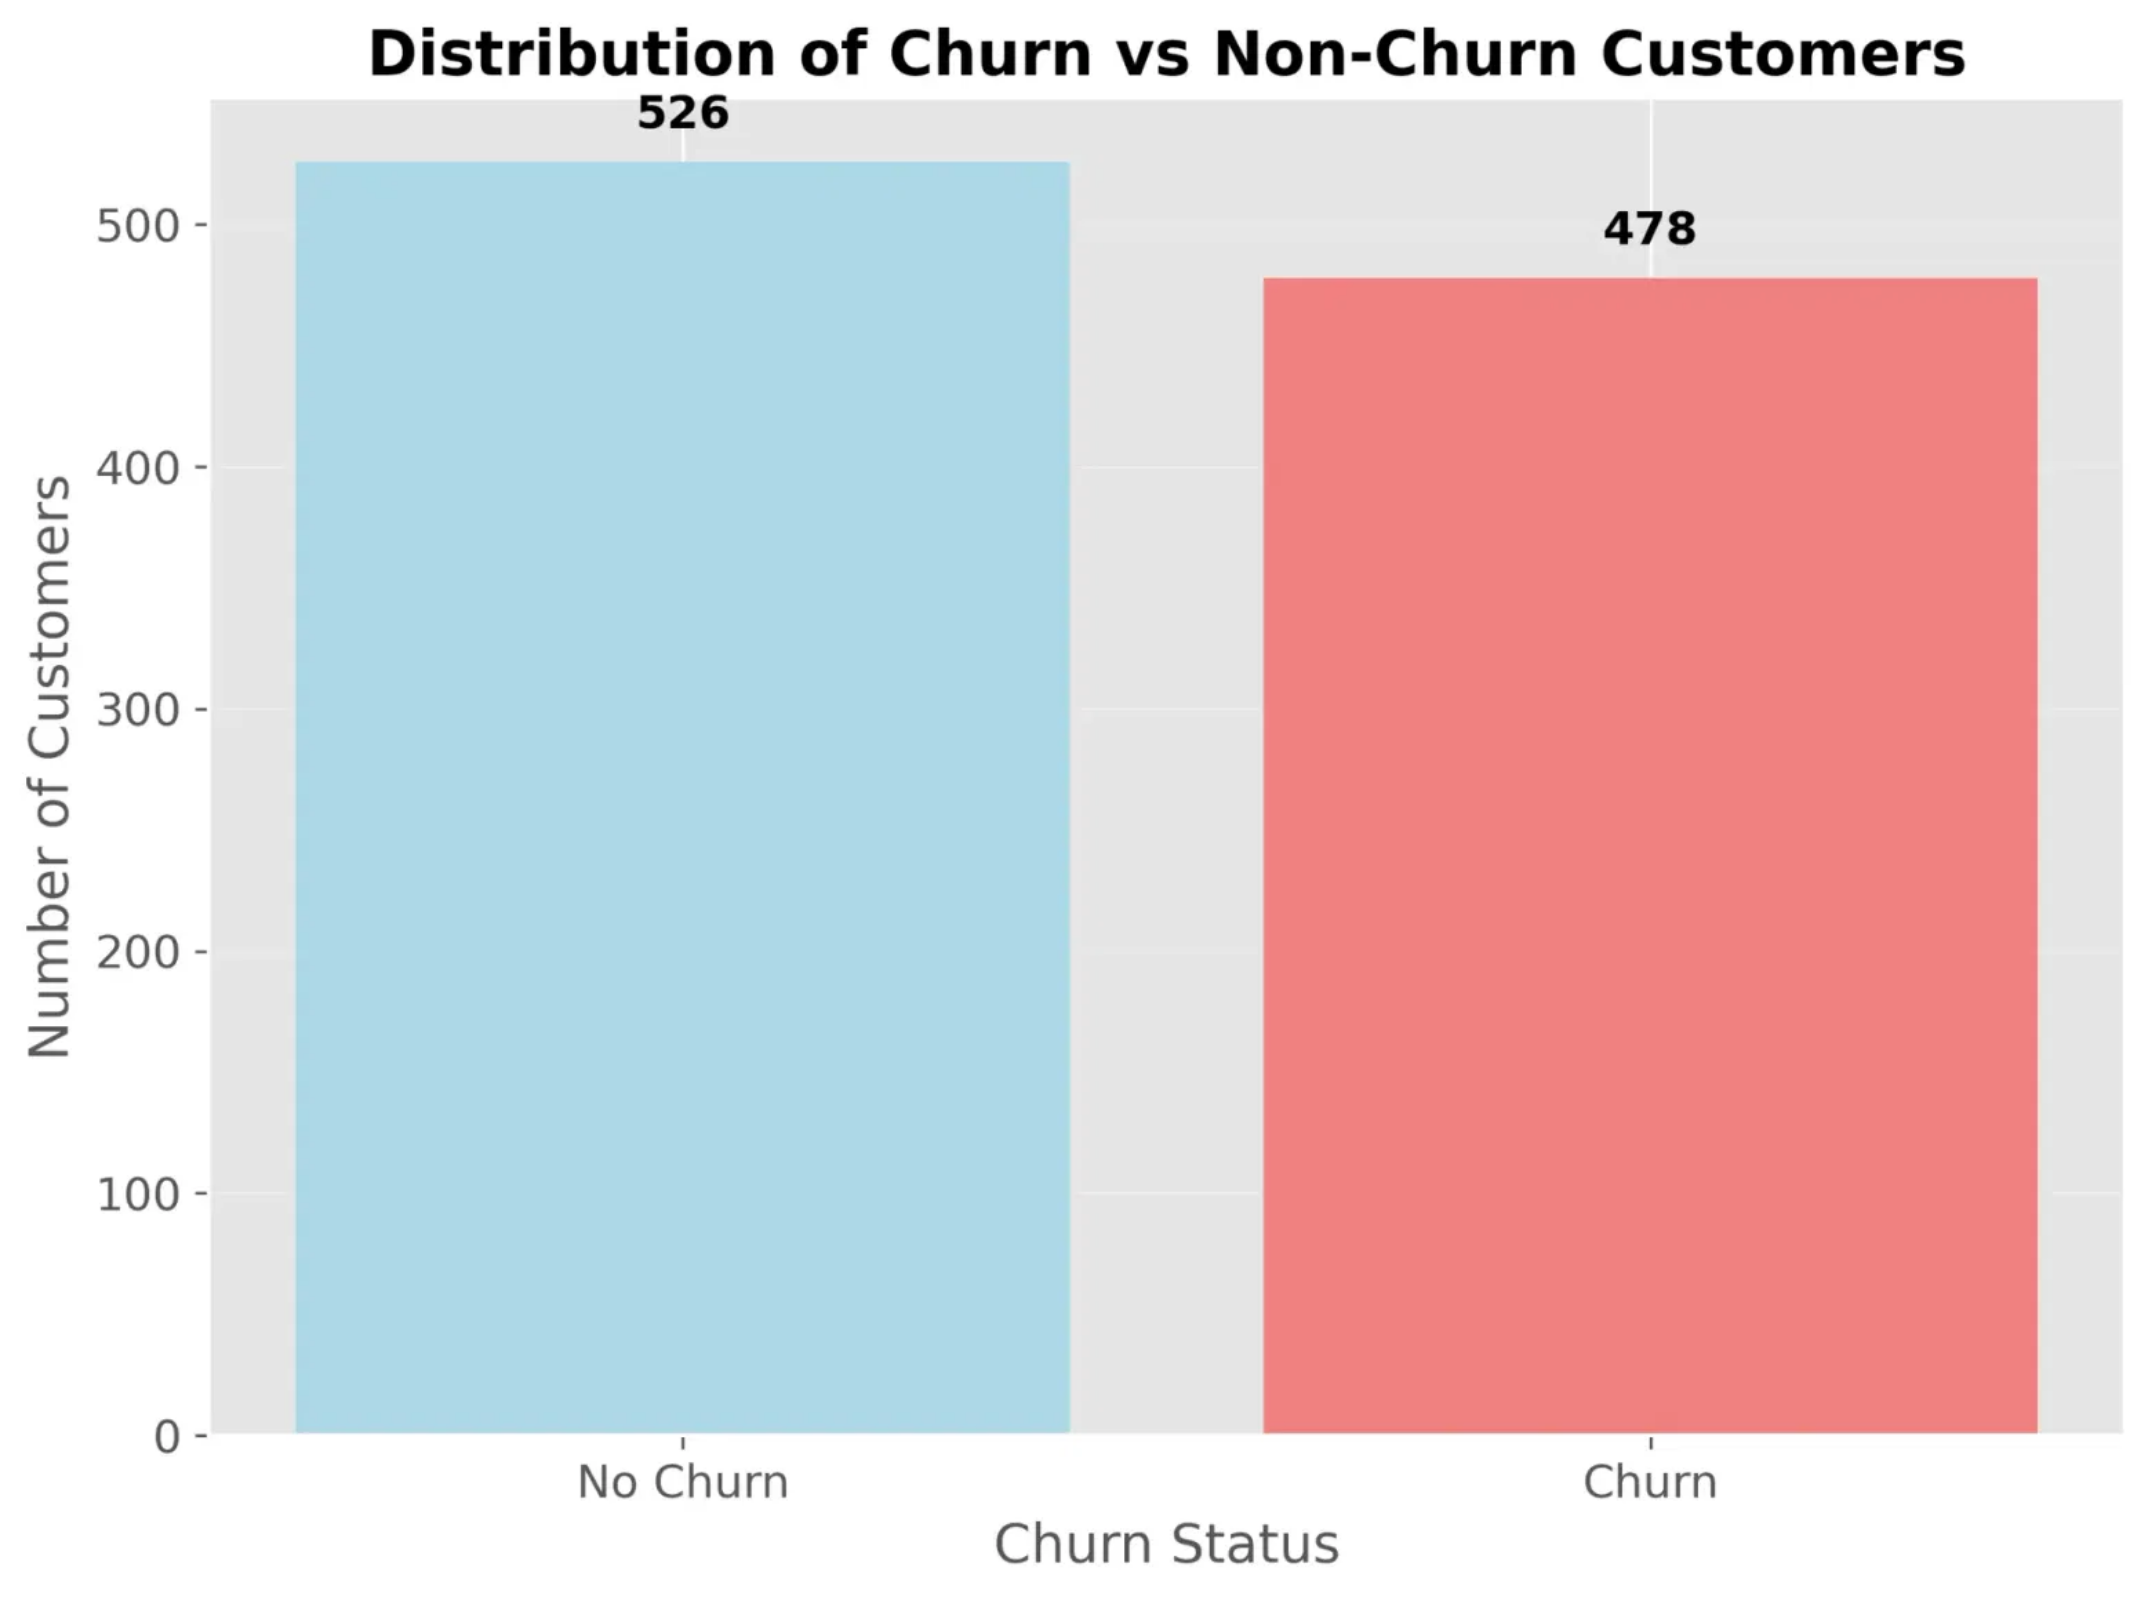 Distribution of Churn vs Non-Churn Customers
526
478
Number of Customers
500
400
300
200
100
0
No Churn
Churn
Churn Status